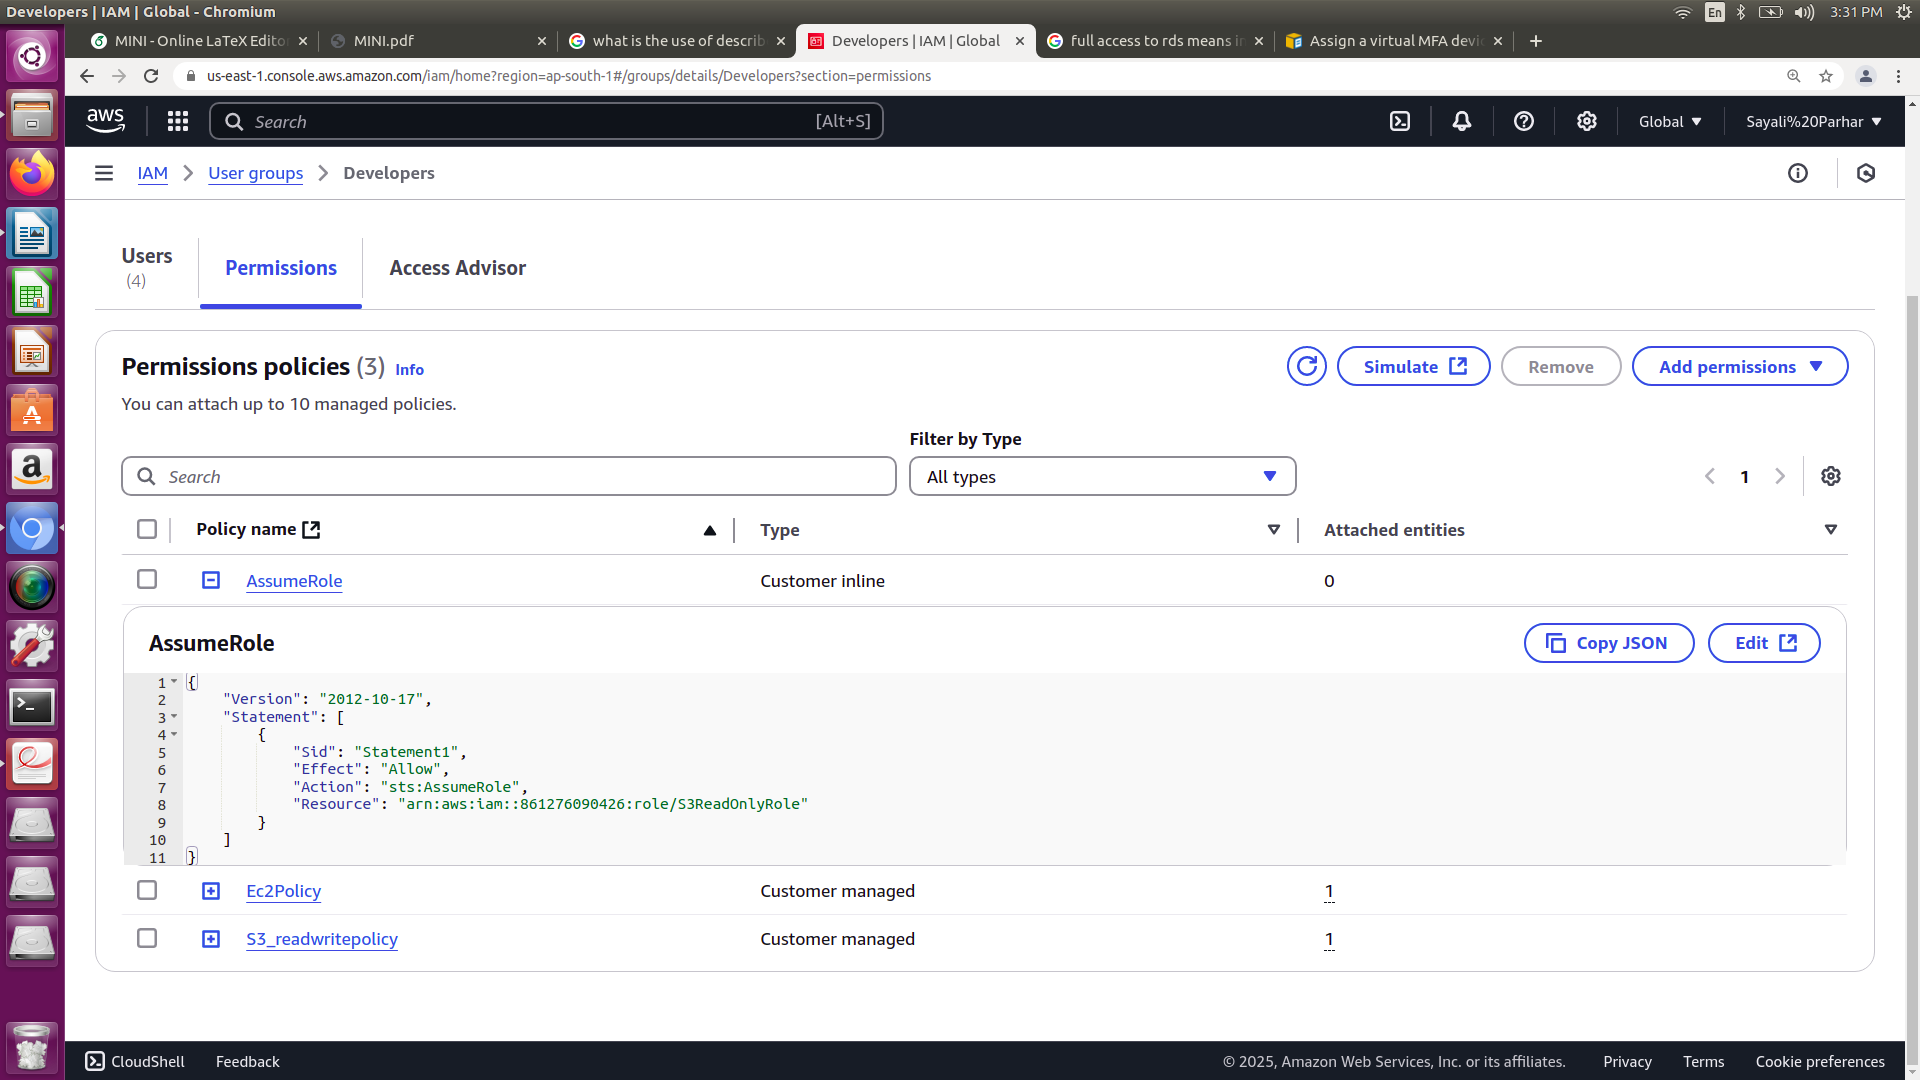 Developers | IAM | Global - Chromium
En
3:31 PM
MINI - Online LaTeX Edito
MINI.pdf
what is the use of describ
Developers | IAM | Global
full access to rds means i
Assign a virtual MFA devi
us-east-1.console.aws.amazon.com/iam/home?region=ap-south-1#/groups/details/Developers?section=permissions
aws
Search
[Alt+S]
Global
Sayali%20Parhar
IAM
User groups
Developers
Users
(4)
Permissions
Access Advisor
Permissions policies (3) Info
Simulate
Remove
Add permissions
You can attach up to 10 managed policies.
Filter by Type
Search
All types
1
Policy name
Type
Attached entities
AssumeRole
Customer inline
0
AssumeRole
Copy JSON
Edit
1 {
2 "Version": "2012-10-17",
3 "Statement": [
4 {
5 "Sid": "Statement1",
6 "Effect": "Allow",
7 "Action": "sts:AssumeRole",
8 "Resource": "arn:aws:iam::861276090426:role/S3ReadOnlyRole"
9 }
10 ]
11 }
Ec2Policy
Customer managed
1
S3_readwritepolicy
Customer managed
1
CloudShell
Feedback
© 2025, Amazon Web Services, Inc. or its affiliates.
Privacy
Terms
Cookie preferences